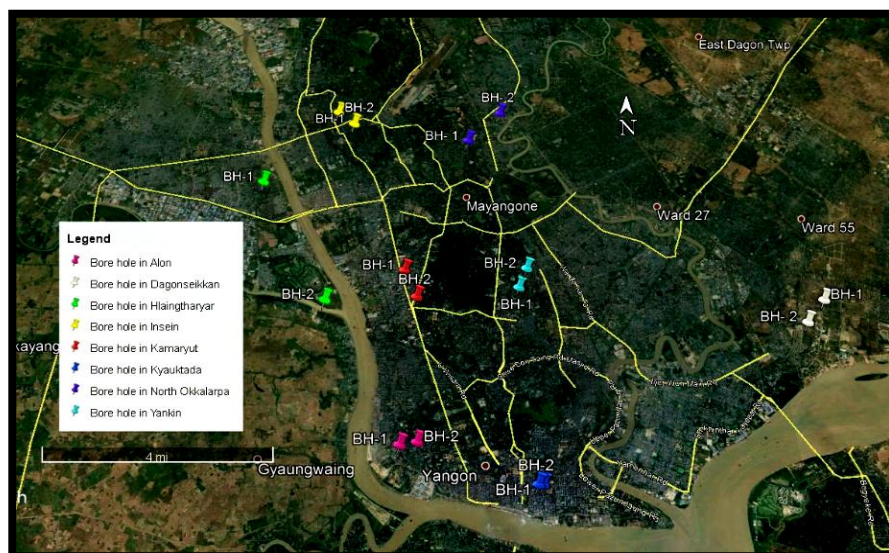 East Dagon Twp
BH- 2
BH-2
BH-1
BH- 1
N
BH-1
Mayangone
Ward 27
Ward 55
Legend
Bore hole in Alon
Bore hole in Dagonseikkan
Bore hole in Hlaingtharyar
Bore hole in Insein
Bore hole in Kamaryut
Bore hole in Kyauktada
Bore hole in North Okkalarpa
Bore hole in Yankin
BH-1
BH-2
BH-2
BH-1
BH-2
BH-1
BH- 2
kayang
BH-1
BH-2
4 mi
Gyaungwaing
Yangon
BH-2
BH-1